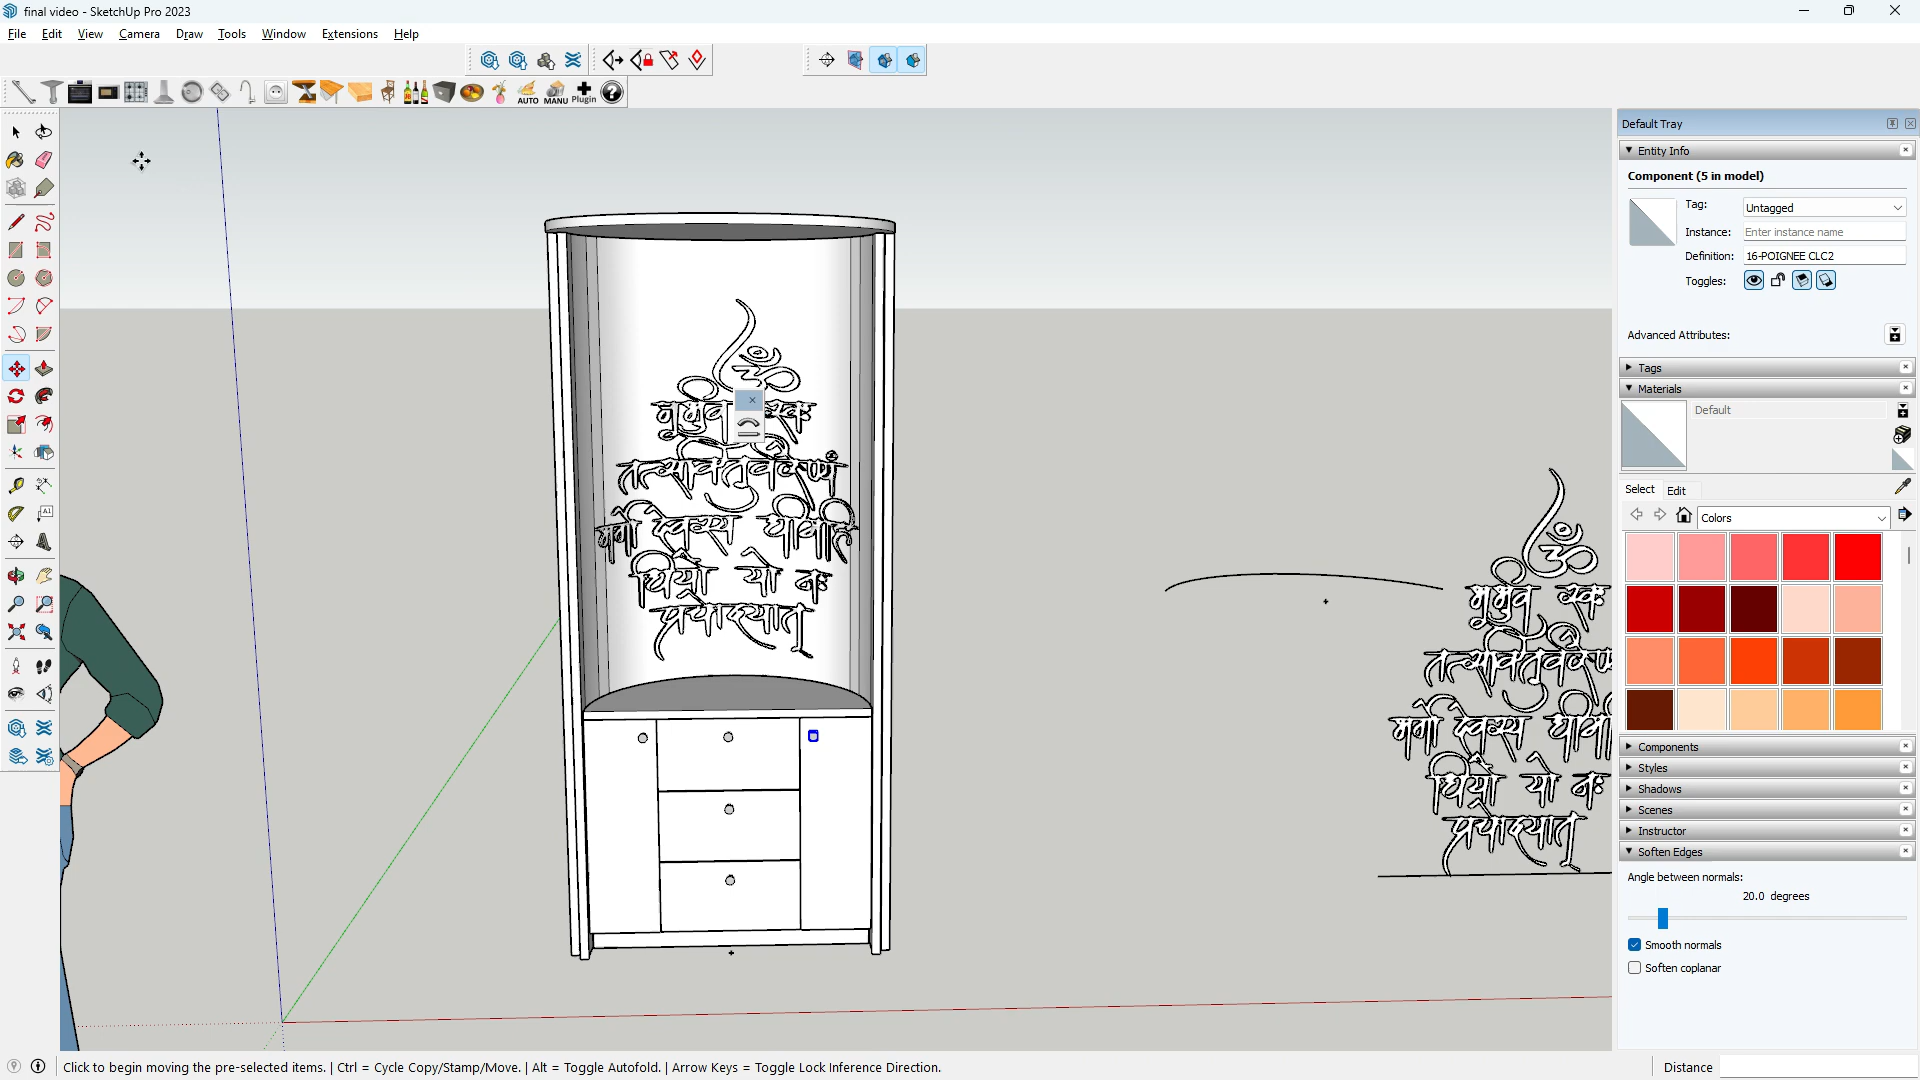 final video - SketchUp Pro 2023
File Edit View Camera Draw Tools Window Extensions Help
AUTO MANU Plugin
Default Tray
Entity Info
Component (5 in model)
Tag: Untagged
Instance: Enter instance name
Definition: 16-POIGNEE CLC2
Toggles:
Advanced Attributes:
Tags
Materials
Default
Select Edit
Colors
Components
Styles
Shadows
Scenes
Instructor
Soften Edges
Angle between normals:
20.0 degrees
Smooth normals
Soften coplanar
ॐ
धियो यो नः
Click to begin moving the pre-selected items. | Ctrl = Cycle Copy/Stamp/Move. | Alt = Toggle Autofold. | Arrow Keys = Toggle Lock Inference Direction.
Distance